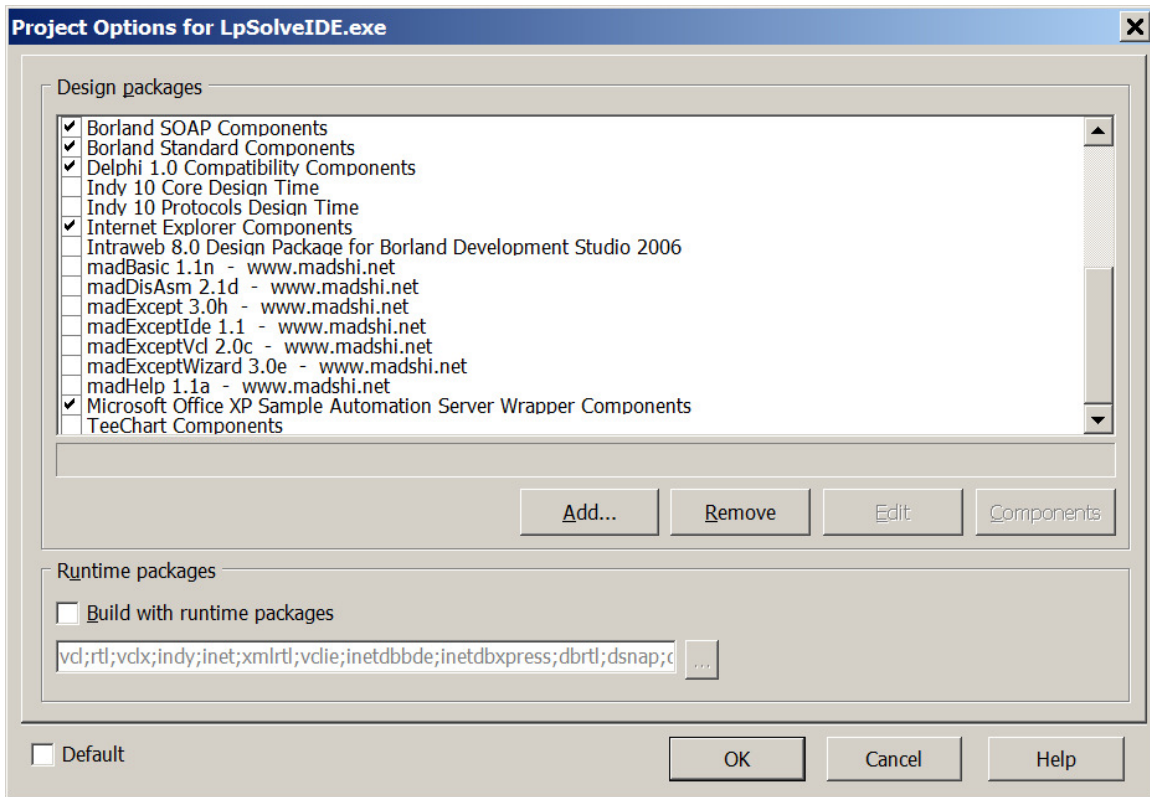 Project Options for LpSolveIDE.exe
Design packages
Borland SOAP Components
Borland Standard Components
Delphi 1.0 Compatibility Components
Indy 10 Core Design Time
Indy 10 Protocols Design Time
Internet Explorer Components
Intraweb 8.0 Design Package for Borland Development Studio 2006
madBasic 1.1n - www.madshi.net
madDisAsm 2.1d - www.madshi.net
madExcept 3.0h - www.madshi.net
madExceptIde 1.1 - www.madshi.net
madExceptVcl 2.0c - www.madshi.net
madExceptWizard 3.0e - www.madshi.net
madHelp 1.1a - www.madshi.net
Microsoft Office XP Sample Automation Server Wrapper Components
TeeChart Components
Add... Remove Edit Components
Runtime packages
Build with runtime packages
vcl;rtl;vclx;indy;inet;xmlrtl;vclie;inetdbbde;inetdbxpress;dbrtl;dsnap; ...
Default OK Cancel Help